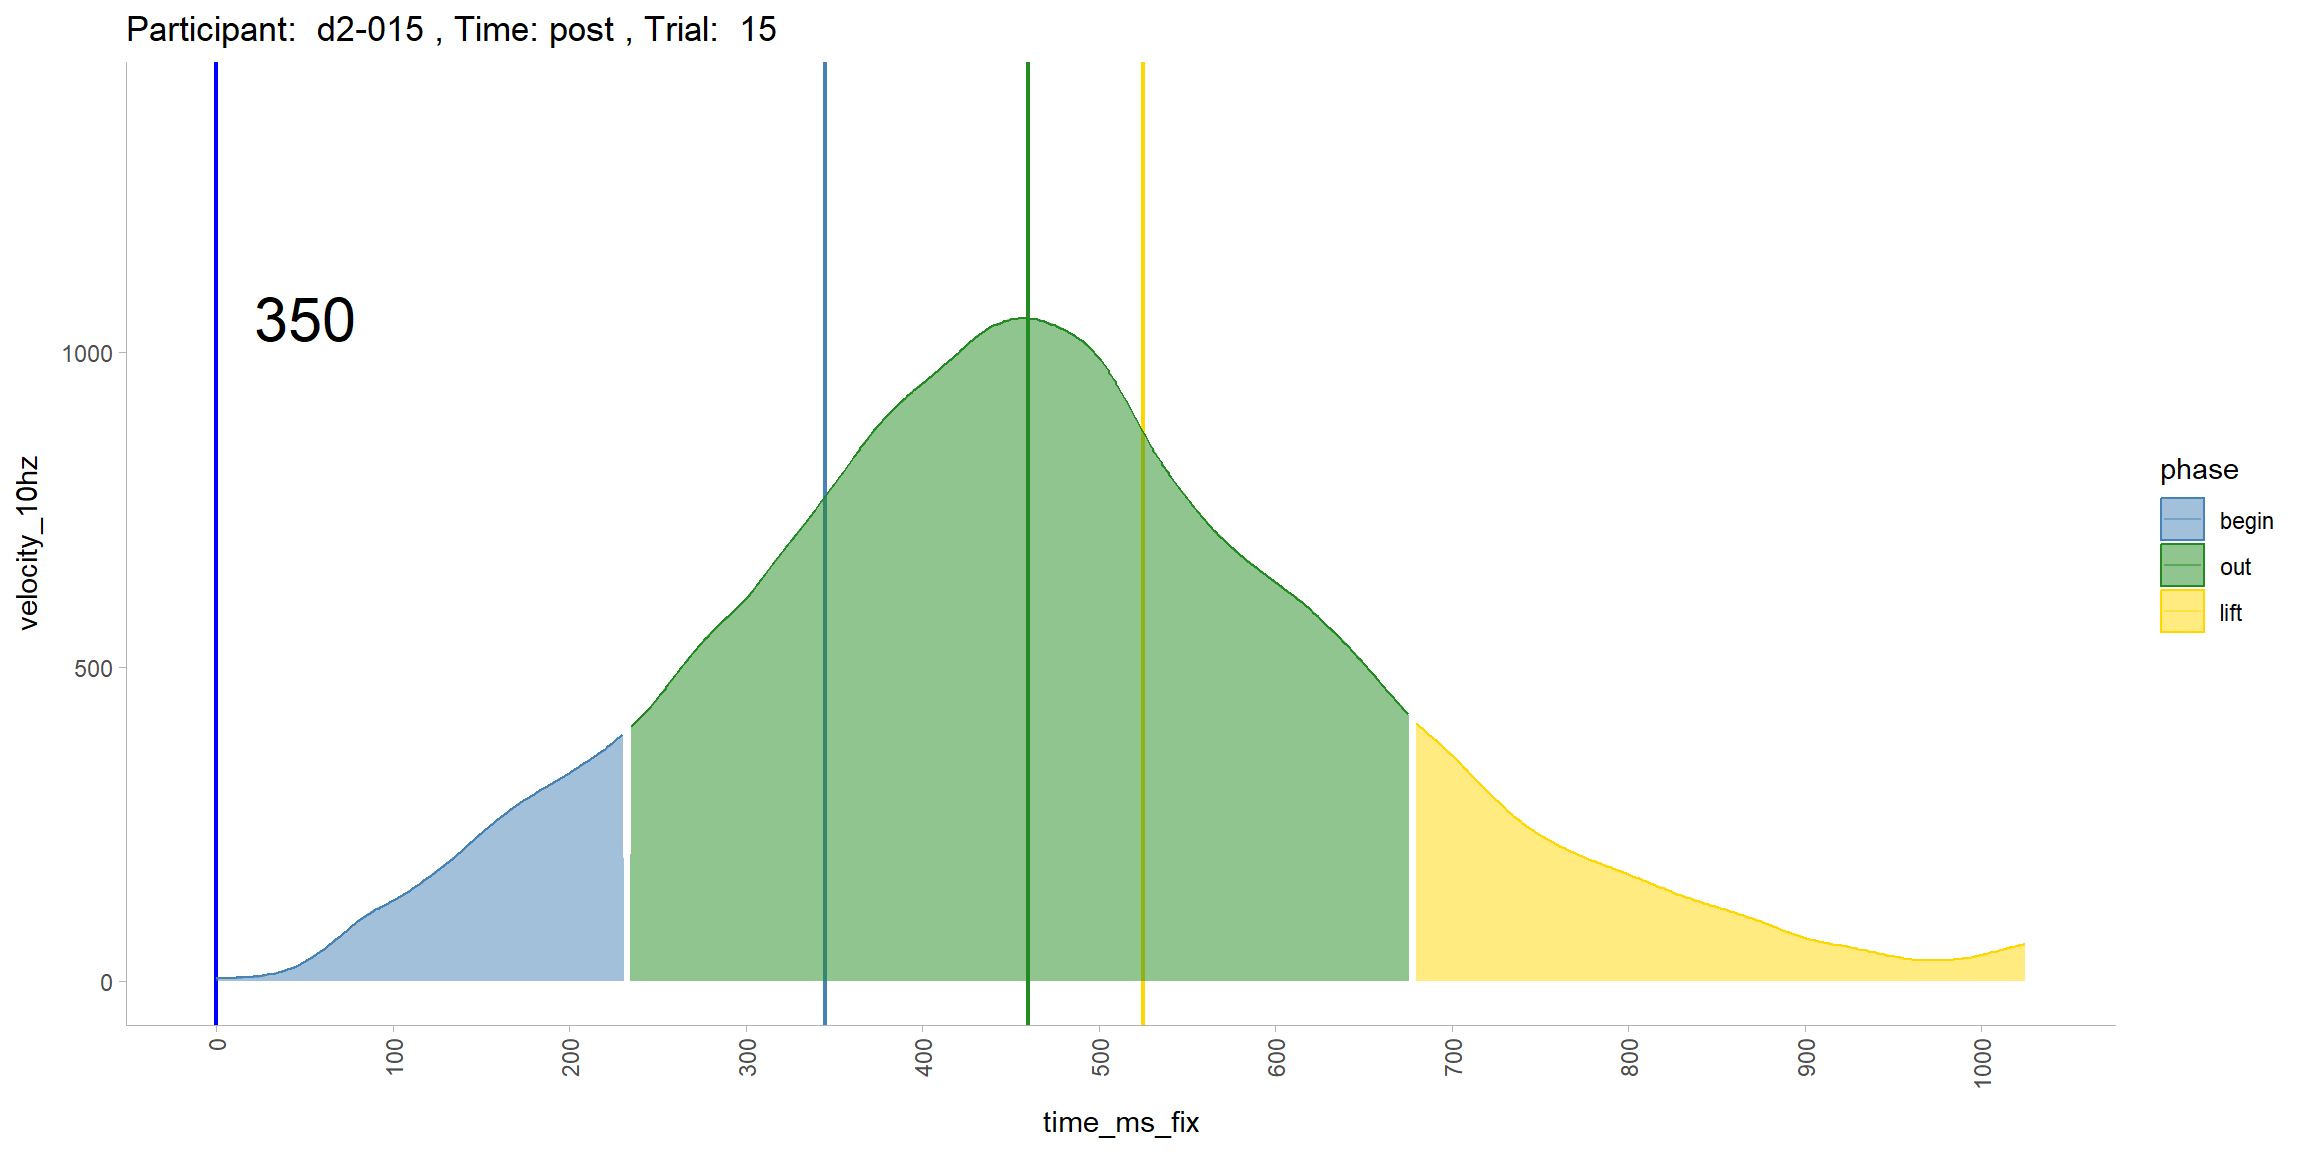 Participant:  d2-015 , Time: post , Trial:  15
350
1000
500
0
velocity_10hz
0
100
200
300
400
500
600
700
800
900
1000
time_ms_fix
phase
begin
out
lift